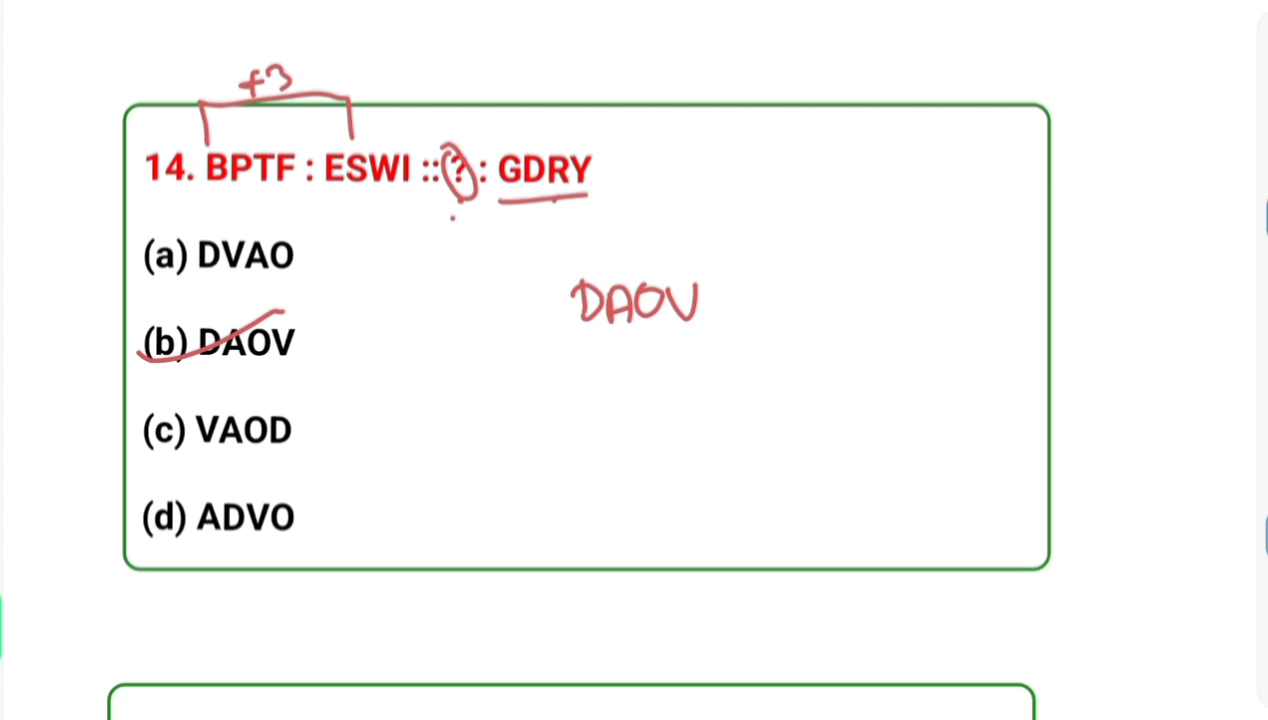 +3
14. BPTF : ESWI :: ? : GDRY
(a) DVAO
DAOV
(b) DAOV
(c) VAOD
(d) ADVO